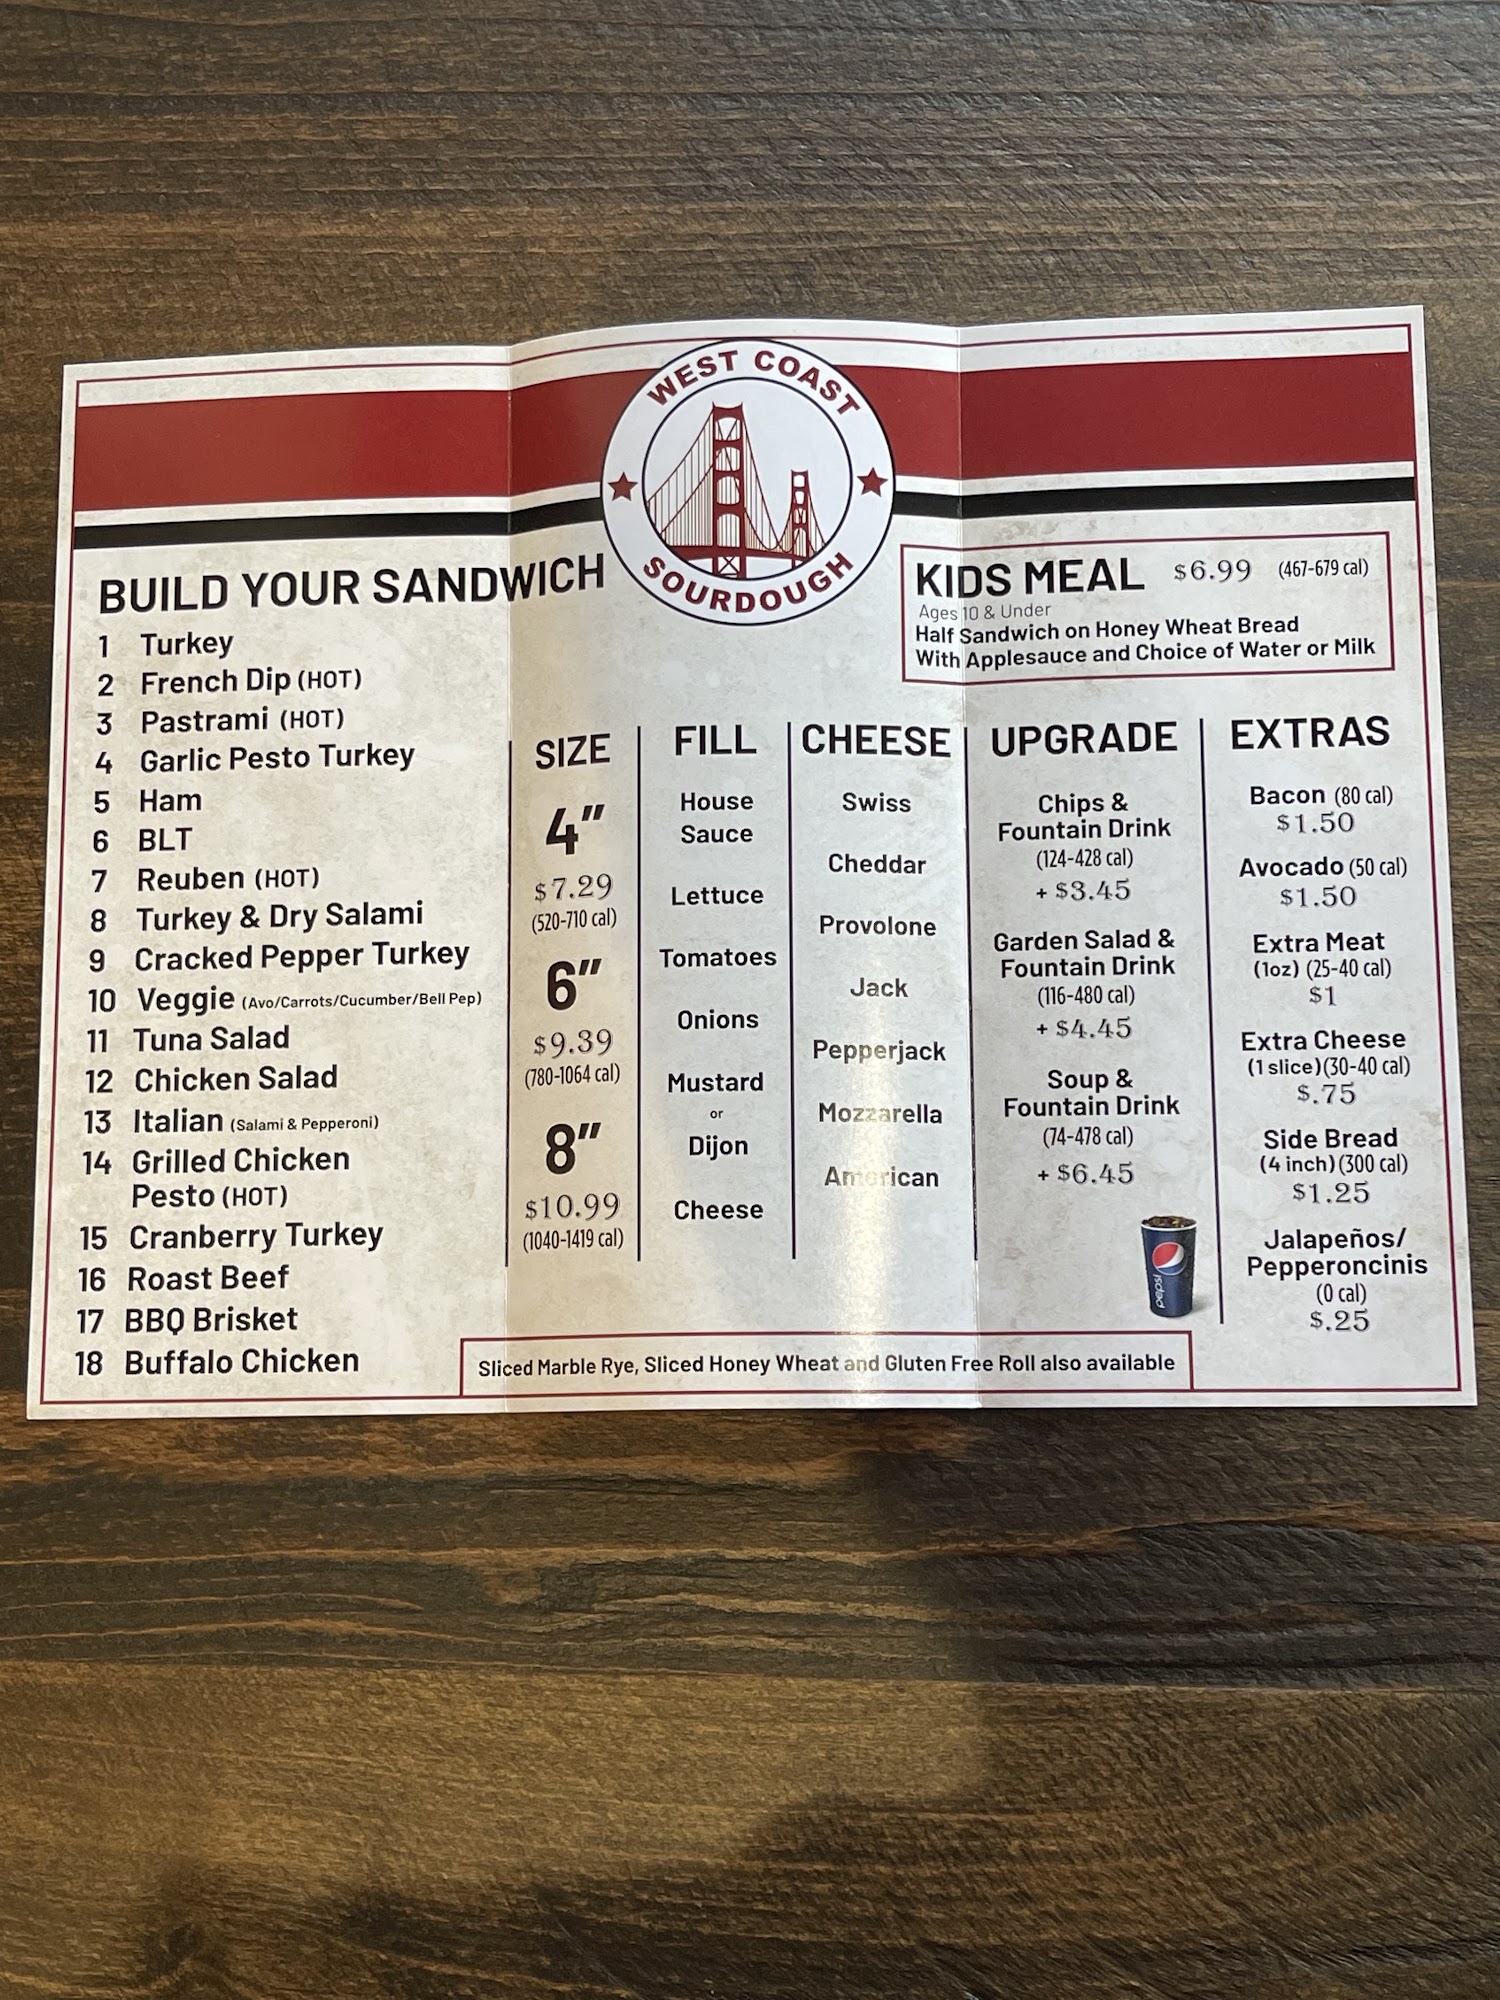 WEST COAST
SOURDOUGH
BUILD YOUR SANDWICH
1 Turkey
2 French Dip (HOT)
3 Pastrami (HOT)
4 Garlic Pesto Turkey
5 Ham
6 BLT
7 Reuben (HOT)
8 Turkey & Dry Salami
9 Cracked Pepper Turkey
10 Veggie (Avo/Carrots/Cucumber/Bell Pep)
11 Tuna Salad
12 Chicken Salad
13 Italian (Salami & Pepperoni)
14 Grilled Chicken
Pesto (HOT)
15 Cranberry Turkey
16 Roast Beef
17 BBQ Brisket
18 Buffalo Chicken
KIDS MEAL $6.99 (467-679 cal)
Ages 10 & Under
Half Sandwich on Honey Wheat Bread
With Applesauce and Choice of Water or Milk
SIZE
4"
$7.29
(520-710 cal)
6"
$9.39
(780-1064 cal)
8"
$10.99
(1040-1419 cal)
FILL
House
Sauce
Lettuce
Tomatoes
Onions
Mustard
or
Dijon
Cheese
CHEESE
Swiss
Cheddar
Provolone
Jack
Pepperjack
Mozzarella
American
UPGRADE
Chips &
Fountain Drink
(124-428 cal)
+ $3.45
Garden Salad &
Fountain Drink
(116-480 cal)
+ $4.45
Soup &
Fountain Drink
(74-478 cal)
+ $6.45
pepsi
EXTRAS
Bacon (80 cal)
$1.50
Avocado (50 cal)
$1.50
Extra Meat
(1oz) (25-40 cal)
$1
Extra Cheese
(1 slice)(30-40 cal)
$.75
Side Bread
(4 inch)(300 cal)
$1.25
Jalapeños/
Pepperoncinis
(0 cal)
$.25
Sliced Marble Rye, Sliced Honey Wheat and Gluten Free Roll also available